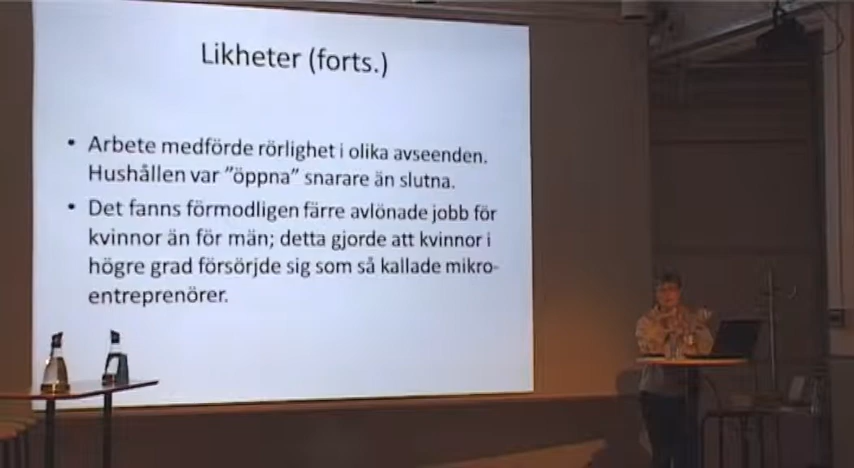 Likheter (forts.)
• Arbete medförde rörlighet i olika avseenden.
Hushållen var ”öppna” snarare än slutna.
• Det fanns förmodligen färre avlönade jobb för
kvinnor än för män; detta gjorde att kvinnor i
högre grad försörjde sig som så kallade mikro-
entreprenörer.